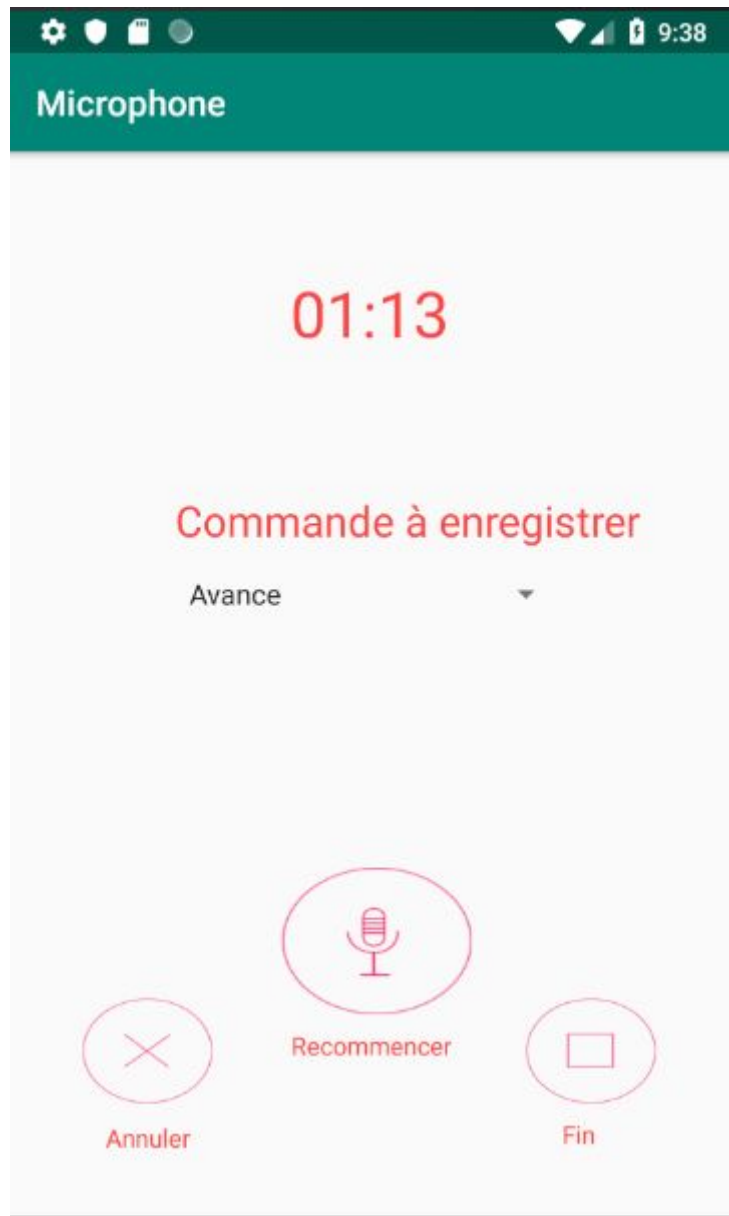 9:38
Microphone
01:13
Commande à enregistrer
Avance
Recommencer
Annuler
Fin